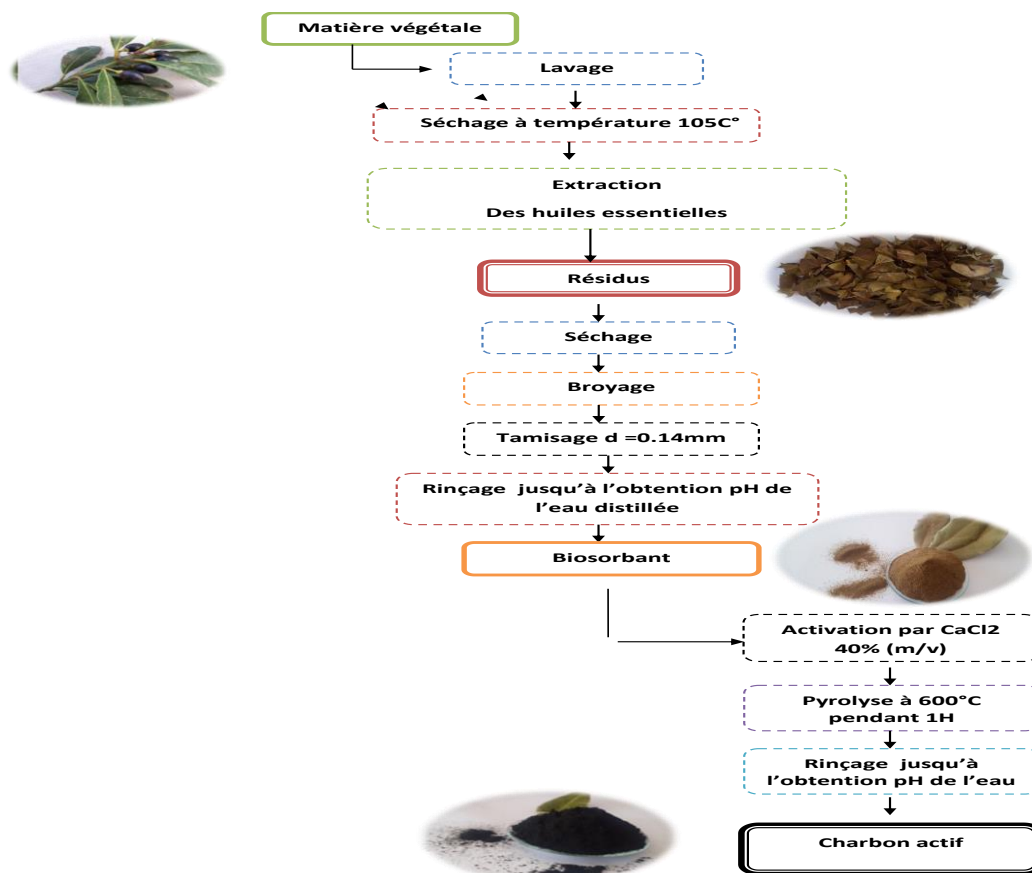 Matière végétale
Lavage
Séchage à température 105C°
Extraction
Des huiles essentielles
Résidus
Séchage
Broyage
Tamisage d =0.14mm
Rinçage jusqu'à l'obtention pH de
l'eau distillée
Biosorbant
Activation par CaCl2
40% (m/v)
Pyrolyse à 600°C
pendant 1H
Rinçage jusqu'à
l'obtention pH de l'eau
Charbon actif